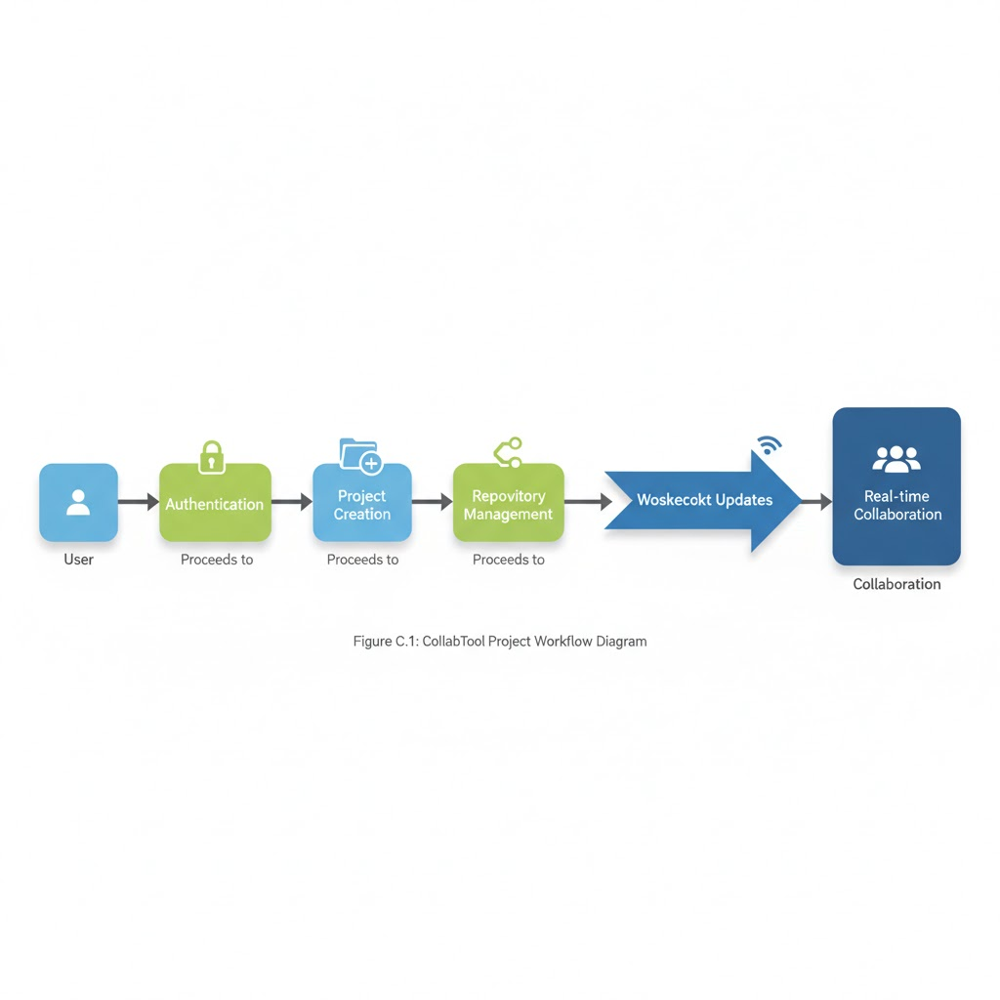 User
Authentication
Proceeds to
Project
Creation
Proceeds to
Repovitory
Management
Proceeds to
Woskecokt Updates
Real-time
Collaboration
Collaboration
Figure C.1: CollabTool Project Workflow Diagram